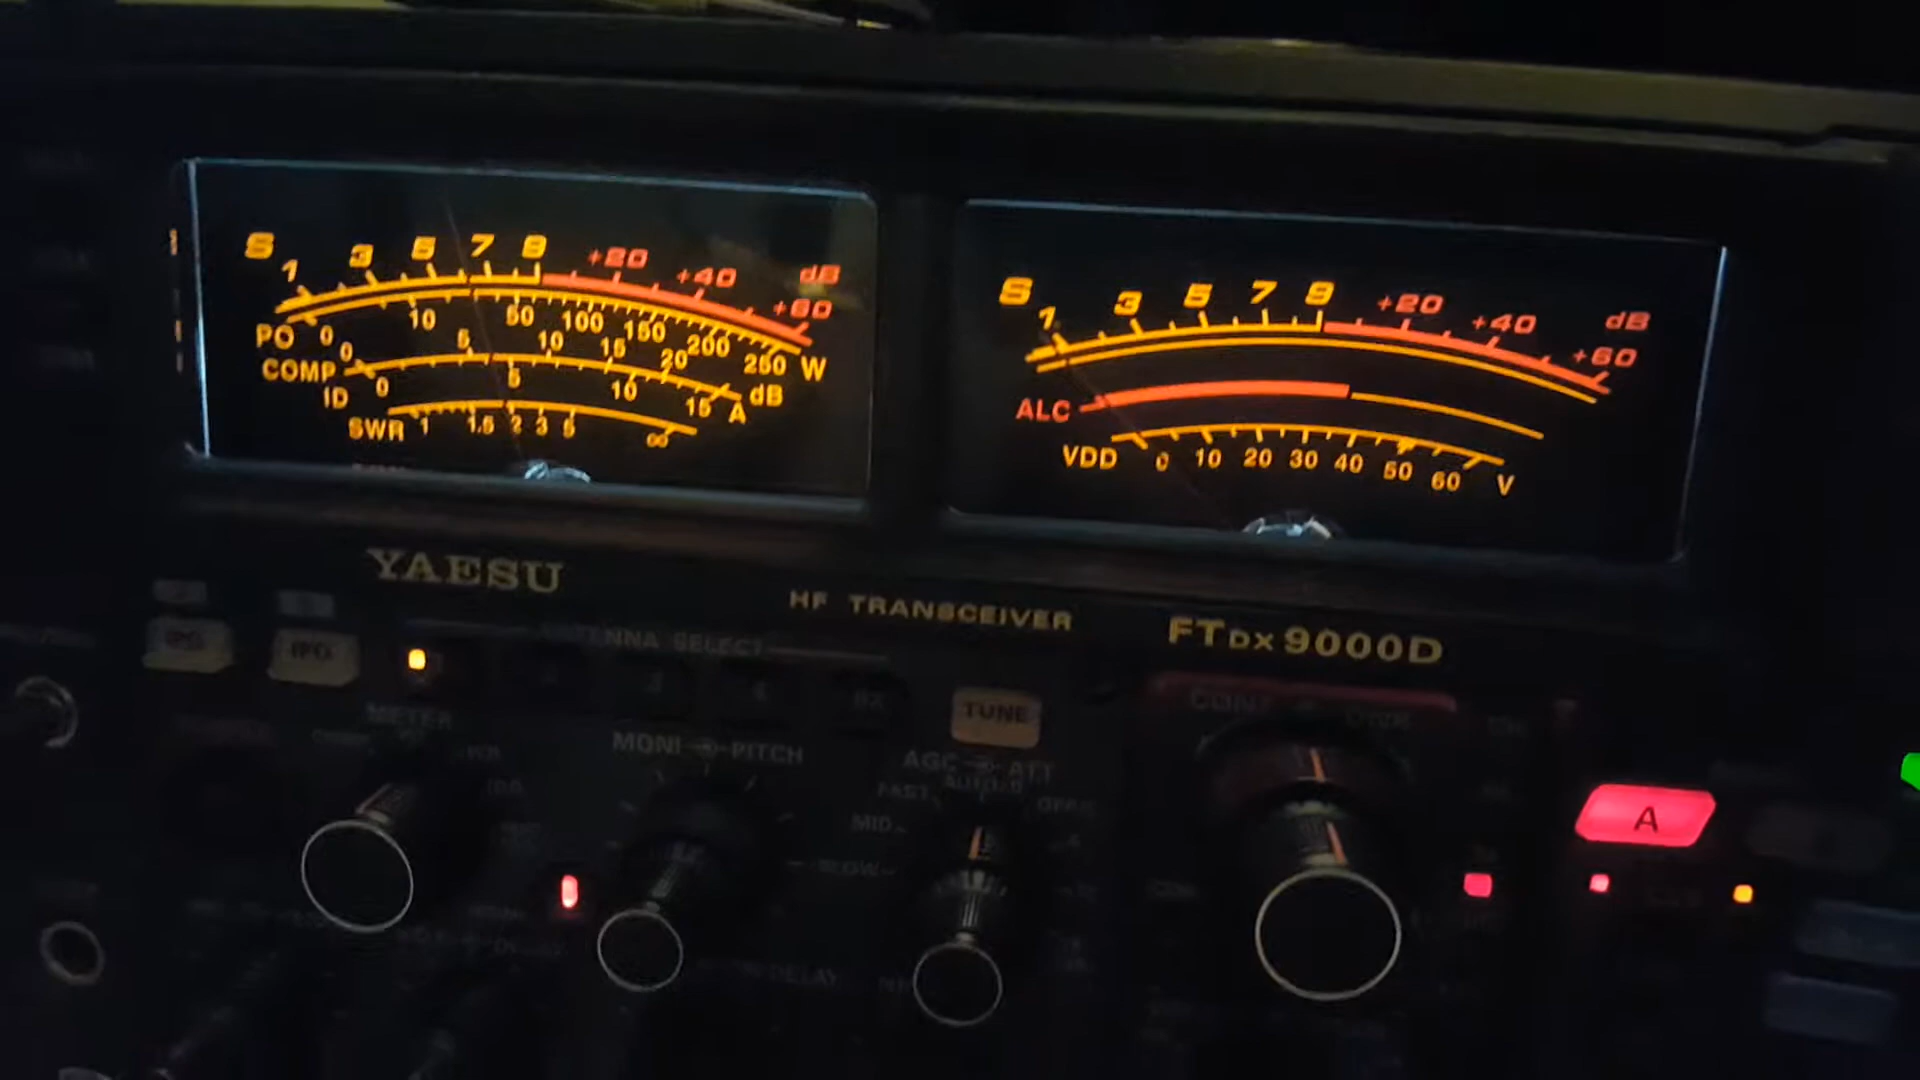 S 1 3 5 7 9 +20 +40 +60 dB
PO 0 10 50 100 150 200 250 W
COMP 0 5 10 15 20 dB
ID 0 5 10 15 A
SWR 1 1.5 2 3 5 ∞
S 1 3 5 7 9 +20 +40 +60 dB
ALC
VDD 0 10 20 30 40 50 60 V
YAESU
HF TRANSCEIVER
FTDX9000D
IPO
ANTENNA SELECT
TUNE
METER
MONI PITCH
AGC ATT
FAST AUTO
MID
SLOW
A
DELAY